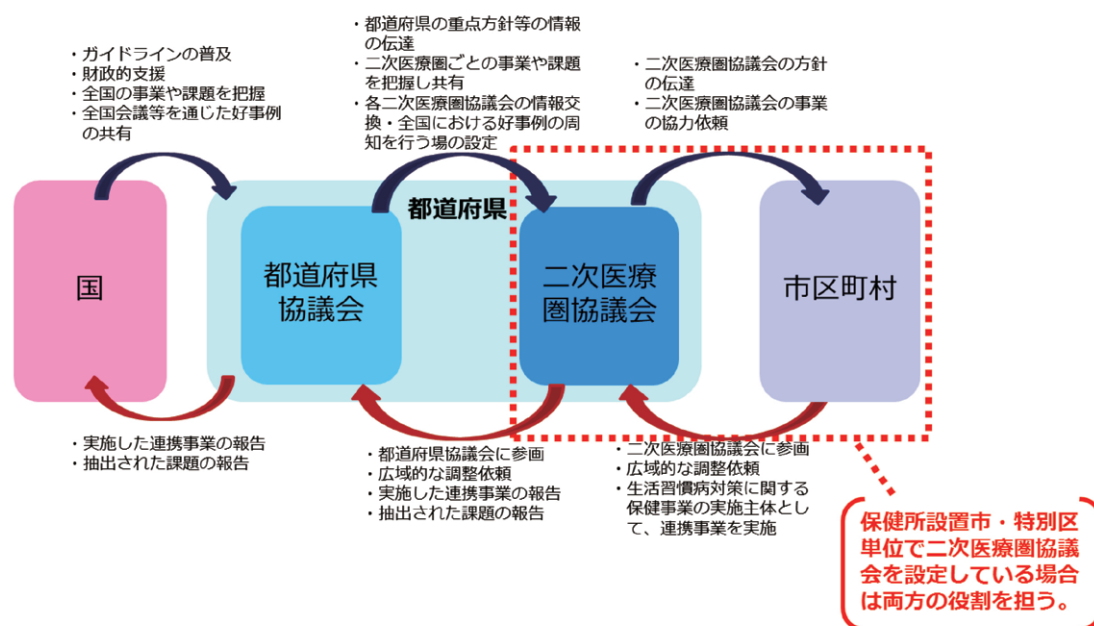 ・ガイドラインの普及
・財政的支援
・全国の事業や課題を把握
・全国会議等を通じた好事例
の共有
・都道府県の重点方針等の情報
の伝達
・二次医療圏ごとの事業や課題
を把握し共有
・各二次医療圏協議会の情報交
換・全国における好事例の周
知を行う場の設定
・二次医療圏協議会の方針
の伝達
・二次医療圏協議会の事業
の協力依頼
都道府県
国
都道府県
協議会
二次医療
圏協議会
市区町村
・実施した連携事業の報告
・抽出された課題の報告
・都道府県協議会に参画
・広域的な調整依頼
・実施した連携事業の報告
・抽出された課題の報告
・二次医療圏協議会に参画
・広域的な調整依頼
・生活習慣病対策に関する
保健事業の実施主体とし
て、連携事業を実施
保健所設置市・特別区
単位で二次医療圏協議
会を設定している場合
は両方の役割を担う。